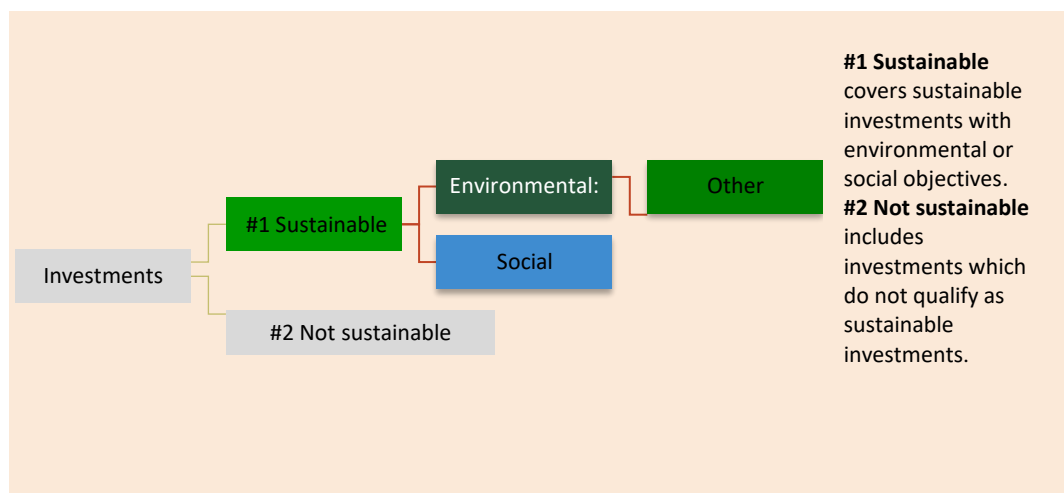 Investments
#1 Sustainable
#2 Not sustainable
Environmental:
Social
Other
#1 Sustainable
covers sustainable
investments with
environmental or
social objectives.
#2 Not sustainable
includes
investments which
do not qualify as
sustainable
investments.